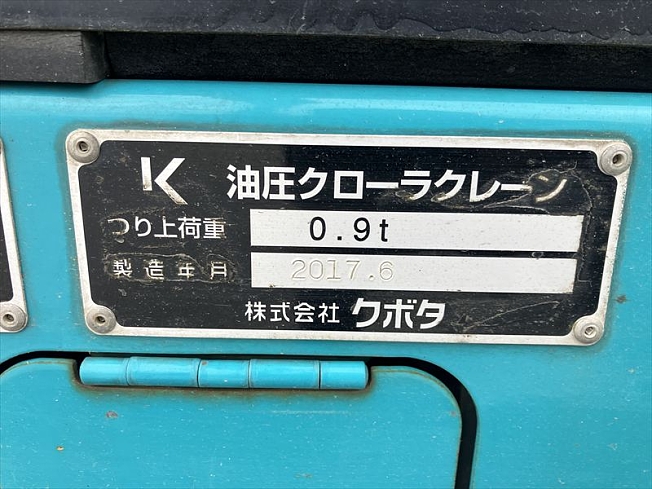 K 油圧クローラクレーン
つり上荷重 0.9t
製造年月 2017.6
株式会社 クボタ